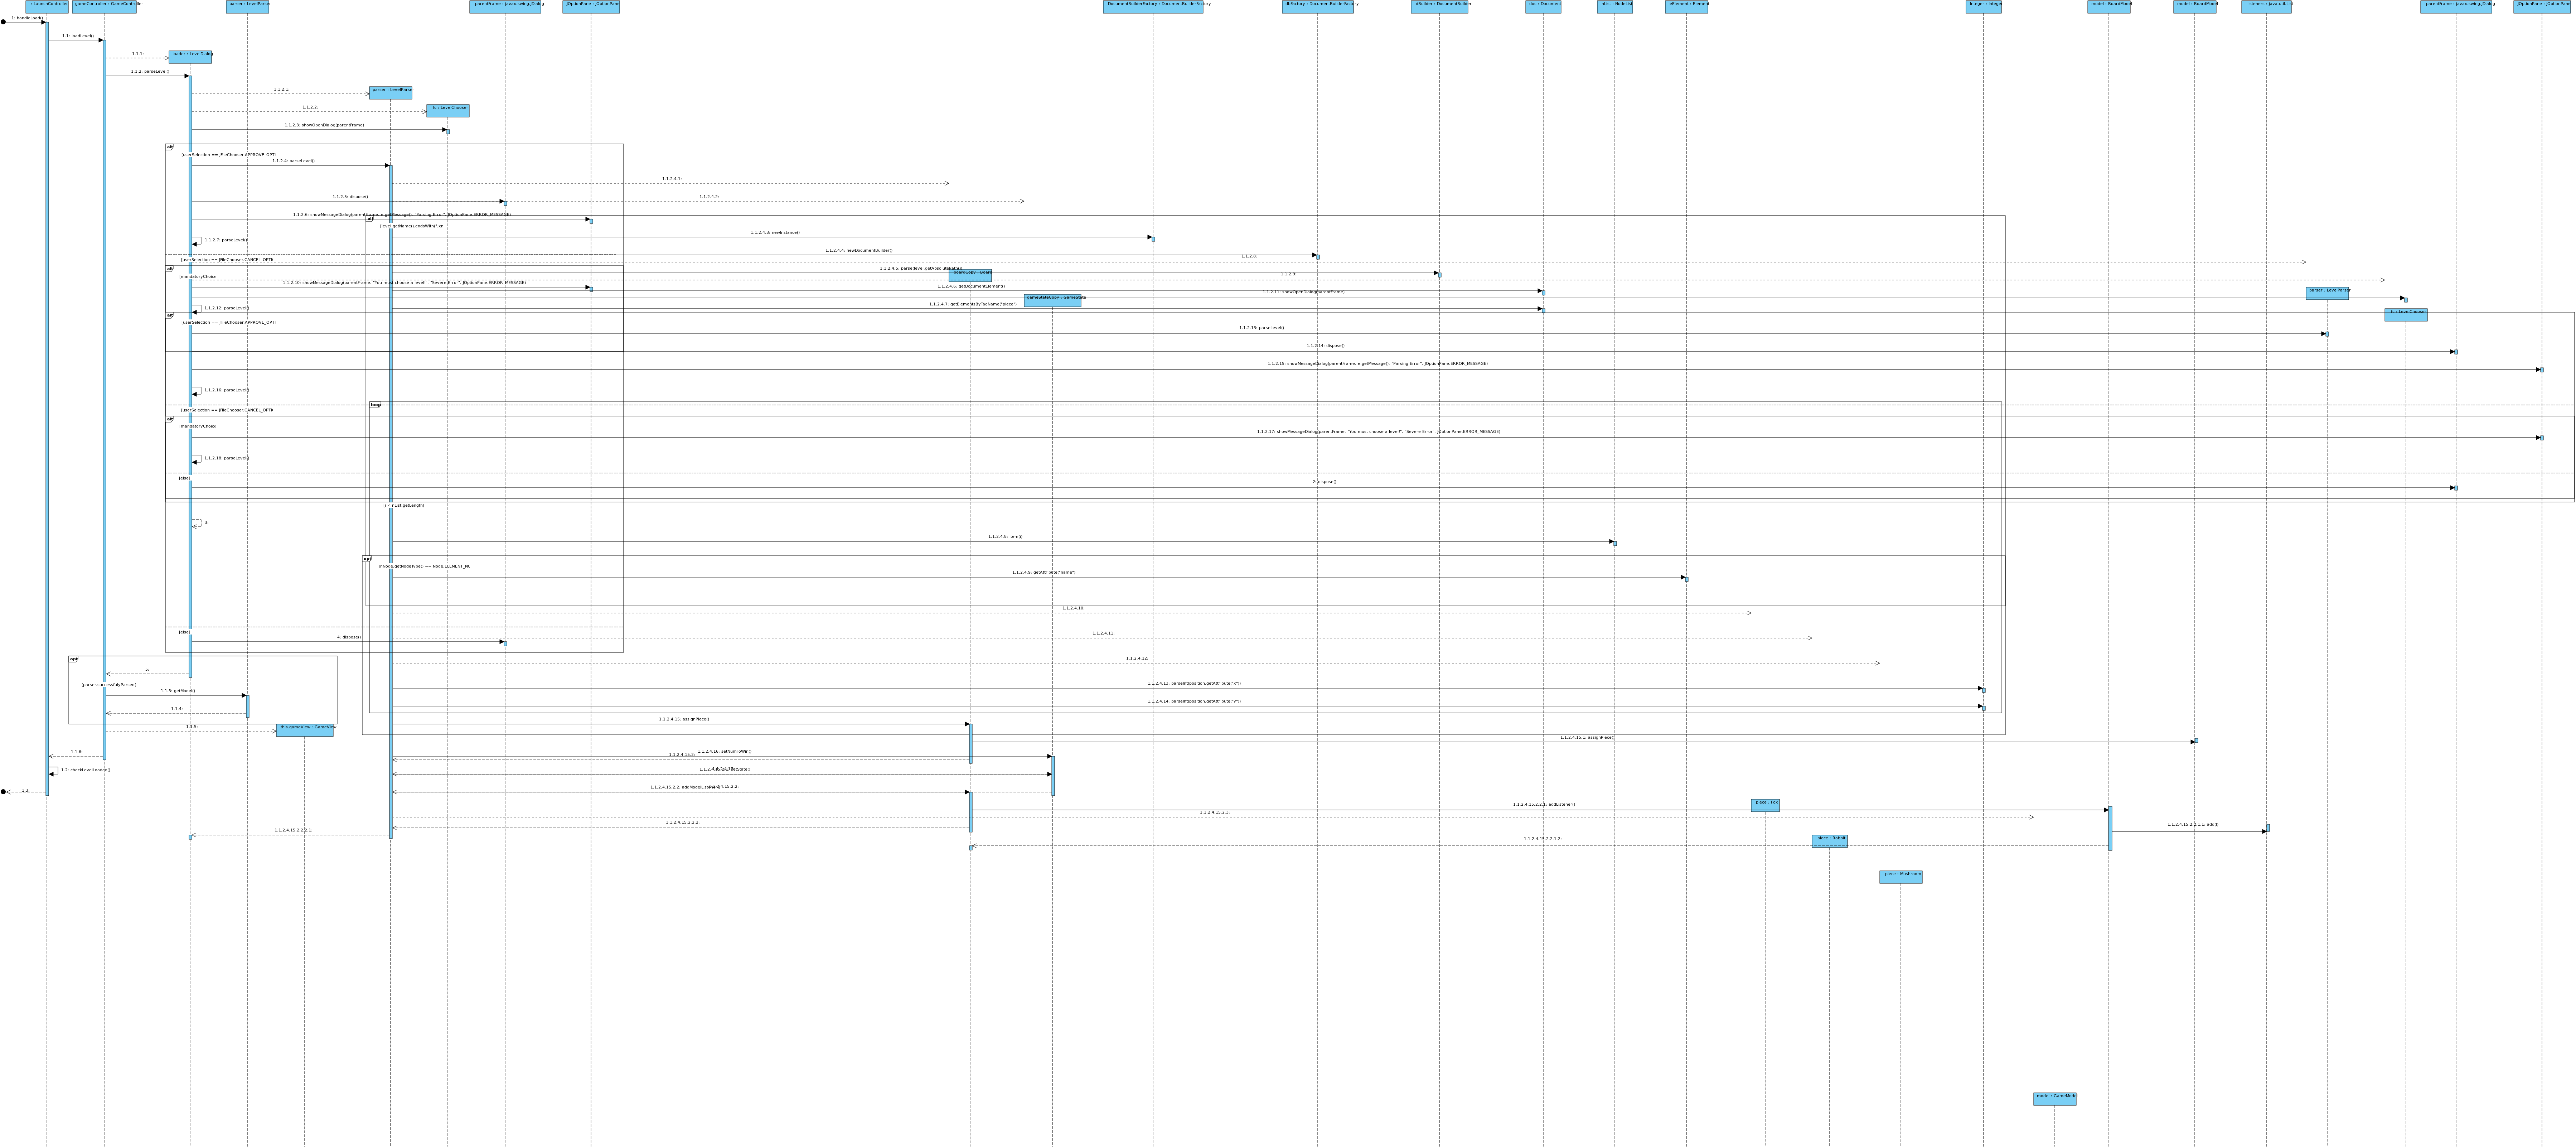 : LaunchController
gameController : GameController
parser : LevelParser
parentFrame : javax.swing.JDialog
JOptionPane : JOptionPane
DocumentBuilderFactory : DocumentBuilderFactory
dbFactory : DocumentBuilderFactory
dBuilder : DocumentBuilder
doc : Document
nList : NodeList
eElement : Element
Integer : Integer
model : BoardModel
model : BoardModel
listeners : java.util.List
parentFrame : javax.swing.JDialog
JOptionPane : JOptionPane
1: handleLoad()
1.1: loadLevel()
loader : LevelDialog
1.1.1:
1.1.2: parseLevel()
parser : LevelParser
1.1.2.1:
fc : LevelChooser
1.1.2.2:
1.1.2.3: showOpenDialog(parentFrame)
alt
[userSelection == JFileChooser.APPROVE_OPTI
1.1.2.4: parseLevel()
1.1.2.4.1:
1.1.2.5: dispose()
1.1.2.4.2:
1.1.2.6: showMessageDialog(parentFrame, e.getMessage(), "Parsing Error", JOptionPane.ERROR_MESSAGE)
alt
[level.getName().endsWith(".xn
1.1.2.4.3: newInstance()
1.1.2.7: parseLevel()
1.1.2.4.4: newDocumentBuilder()
1.1.2.8:
[userSelection == JFileChooser.CANCEL_OPTI
alt
1.1.2.4.5: parse(level.getAbsolutePath())
boardCopy : Board
1.1.2.9:
[mandatoryChoic
1.1.2.10: showMessageDialog(parentFrame, "You must choose a level!", "Severe Error", JOptionPane.ERROR_MESSAGE)
1.1.2.4.6: getDocumentElement()
1.1.2.11: showOpenDialog(parentFrame)
parser : LevelParser
gameStateCopy : GameState
1.1.2.4.7: getElementsByTagName("piece")
1.1.2.12: parseLevel()
fc : LevelChooser
alt
[userSelection == JFileChooser.APPROVE_OPTI
1.1.2.13: parseLevel()
1.1.2.14: dispose()
1.1.2.15: showMessageDialog(parentFrame, e.getMessage(), "Parsing Error", JOptionPane.ERROR_MESSAGE)
1.1.2.16: parseLevel()
loop
[userSelection == JFileChooser.CANCEL_OPTI
alt
[mandatoryChoic
1.1.2.17: showMessageDialog(parentFrame, "You must choose a level!", "Severe Error", JOptionPane.ERROR_MESSAGE)
1.1.2.18: parseLevel()
[else]
2: dispose()
[i < nList.getLength]
3:
1.1.2.4.8: item()
opt
[nNode.getNodeType() == Node.ELEMENT_NC
1.1.2.4.9: getAttribute("name")
1.1.2.4.10:
[else]
4: dispose()
1.1.2.4.11:
opt
1.1.2.4.12:
5:
[parser.successfulyParsed]
1.1.2.4.13: parseInt(position.getAttribute("x"))
1.1.3: getModel()
1.1.2.4.14: parseInt(position.getAttribute("y"))
1.1.4:
1.1.2.4.15: assignPiece()
1.1.5:
this.gameView : GameView
1.1.2.4.15.1: assignPiece()
1.1.6:
1.1.2.4.16: setNumToWin()
1.1.2.4.15.2:
1.2: checkLevelLoaded()
1.1.2.4.15.2.2: addModelListener()
1.1.2.4.15.2.2:
1.3:
piece : Fox
1.1.2.4.15.2.2.1: addListener()
1.1.2.4.15.2.3:
1.1.2.4.15.2.2.2:
1.1.2.4.15.2.2.1.1: add()
1.1.2.4.15.2.2.2.1:
piece : Rabbit
1.1.2.4.15.2.2.1.2:
piece : Mushroom
model : GameModel